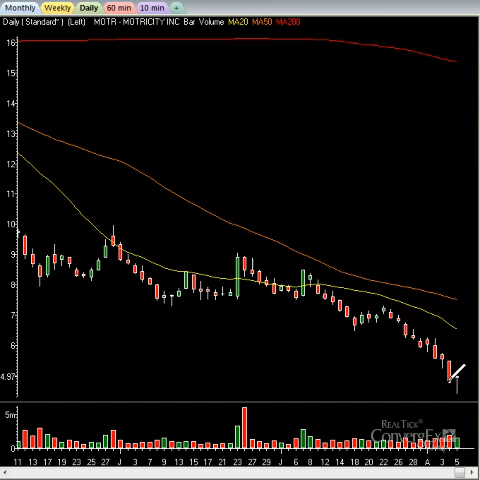 Monthly Weekly Daily 60 min 10 min +
Daily [ Standard* ] (Left) MOTR - MOTRICITY INC Bar Volume MA20 MA50 MA200
16
15
14
13
12
11
10
9
8
7
6
4.97
5m
0
REALTICK®
ConvergEx
11 13 17 19 23 25 27 J 3 7 9 13 15 17 21 23 27 29 J 6 8 12 14 18 20 22 26 28 A 3 5